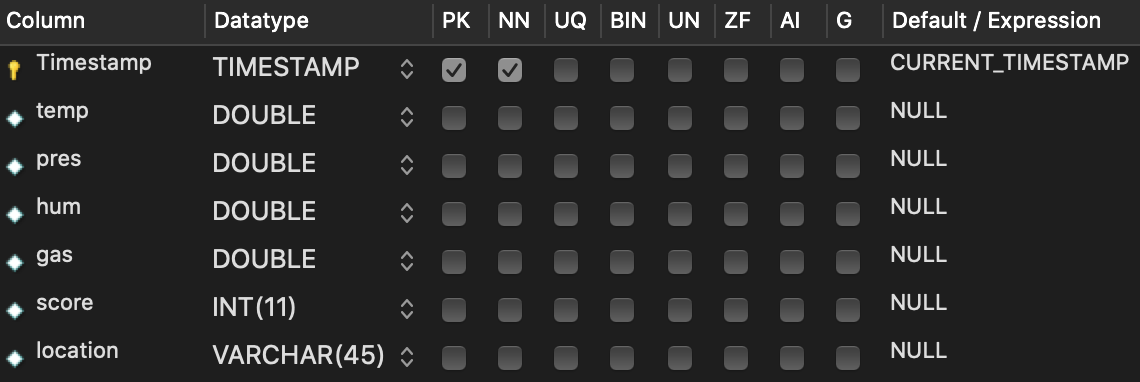 Column Datatype PK NN UQ BIN UN ZF AI G Default / Expression
Timestamp TIMESTAMP CURRENT_TIMESTAMP
temp DOUBLE NULL
pres DOUBLE NULL
hum DOUBLE NULL
gas DOUBLE NULL
score INT(11) NULL
location VARCHAR(45) NULL